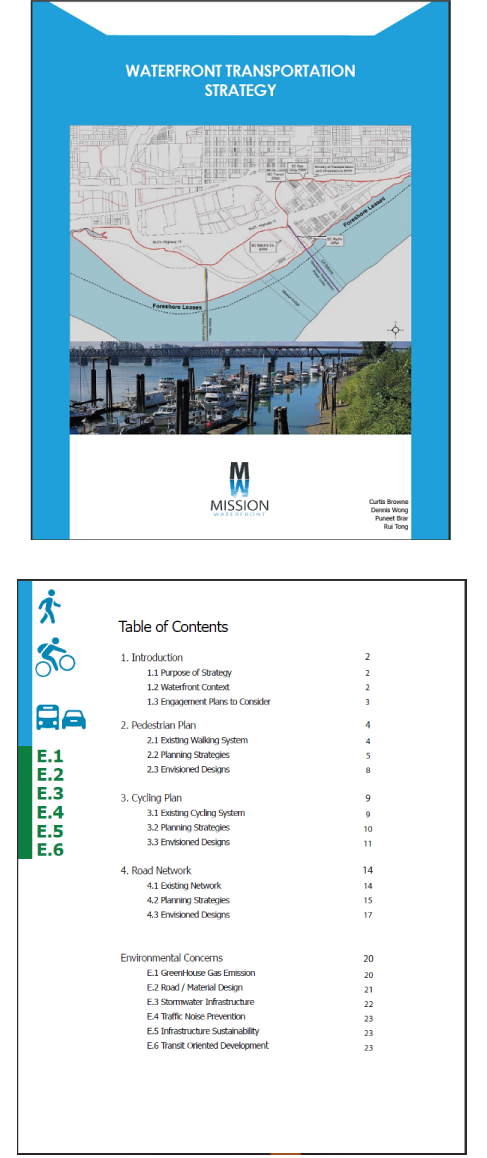 WATERFRONT TRANSPORTATION
STRATEGY
Foreshore Leases
Foreshore Leases
MISSION
WATERFRONT
Curtis Browne
Dennis Wong
Puneet Brar
Rui Tong
Table of Contents
1. Introduction 2
1.1 Purpose of Strategy 2
1.2 Waterfront Context 2
1.3 Engagement Plans to Consider 3
2. Pedestrian Plan 4
2.1 Existing Walking System 4
2.2 Planning Strategies 5
2.3 Envisioned Designs 8
3. Cycling Plan 9
3.1 Existing Cycling System 9
3.2 Planning Strategies 10
3.3 Envisioned Designs 11
4. Road Network 14
4.1 Existing Network 14
4.2 Planning Strategies 15
4.3 Envisioned Designs 17
Environmental Concerns 20
E.1 GreenHouse Gas Emission 20
E.2 Road / Material Design 21
E.3 Stormwater Infrastructure 22
E.4 Traffic Noise Prevention 23
E.5 Infrastructure Sustainability 23
E.6 Transit Oriented Development 23
E.1
E.2
E.3
E.4
E.5
E.6